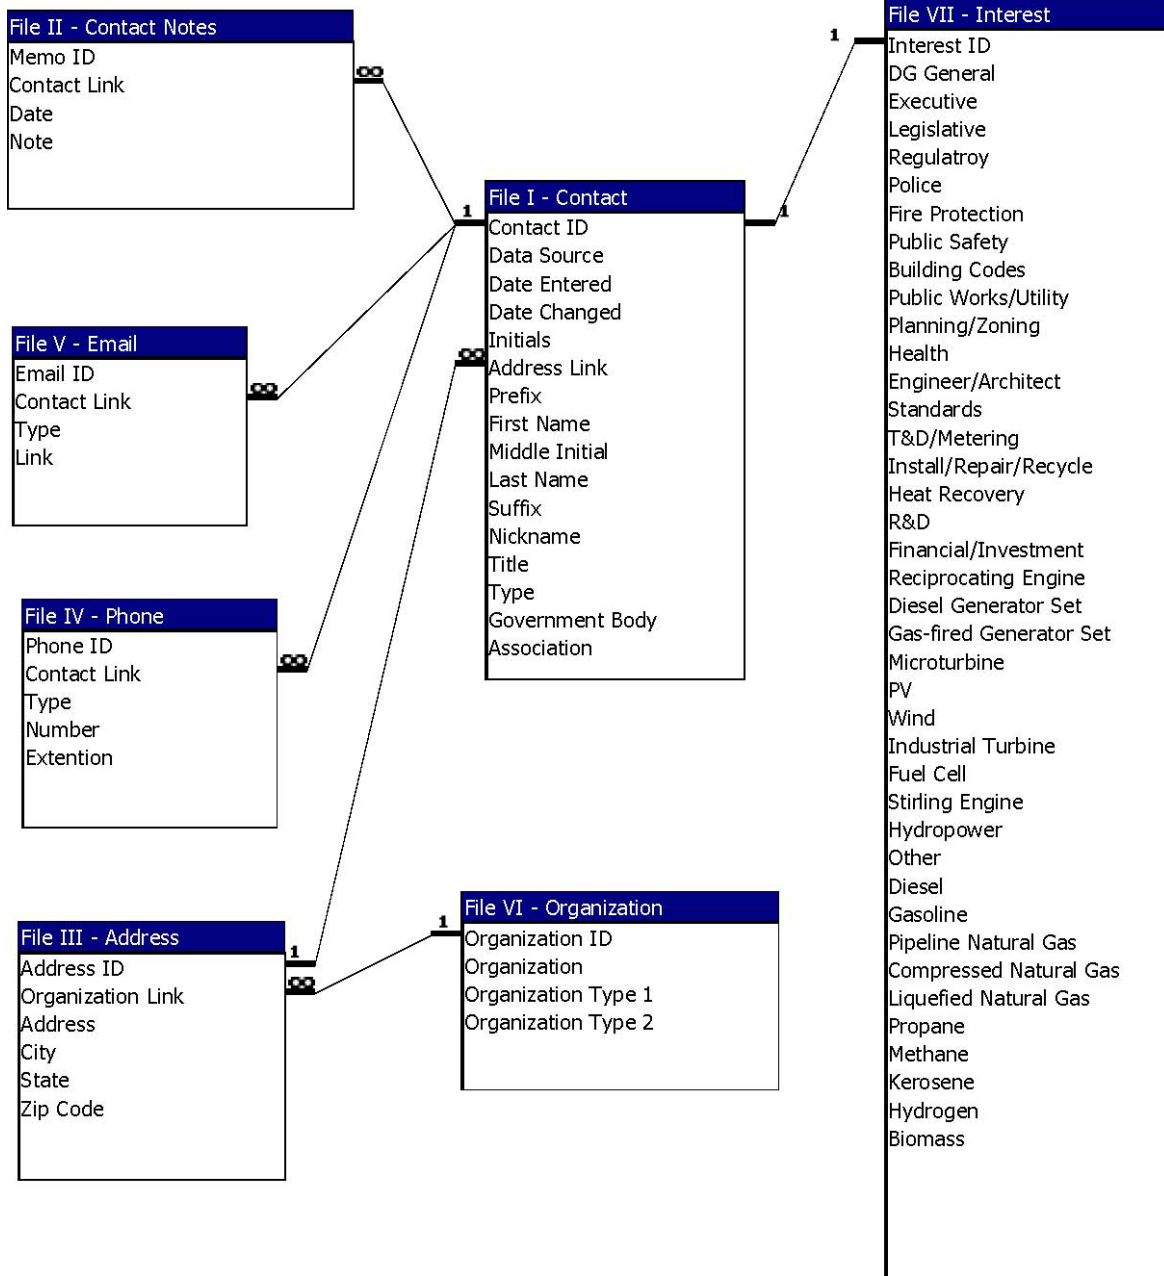 File II - Contact Notes
Memo ID
Contact Link
Date
Note
∞
File V - Email
Email ID
Contact Link
Type
Link
∞
File IV - Phone
Phone ID
Contact Link
Type
Number
Extention
∞
File III - Address
Address ID
Organization Link
Address
City
State
Zip Code
1
∞
1
File I - Contact
Contact ID
Data Source
Date Entered
Date Changed
Initials
Address Link
Prefix
First Name
Middle Initial
Last Name
Suffix
Nickname
Title
Type
Government Body
Association
∞
1
1
File VI - Organization
Organization ID
Organization
Organization Type 1
Organization Type 2
1
File VII - Interest
Interest ID
DG General
Executive
Legislative
Regulatroy
Police
Fire Protection
Public Safety
Building Codes
Public Works/Utility
Planning/Zoning
Health
Engineer/Architect
Standards
T&D/Metering
Install/Repair/Recycle
Heat Recovery
R&D
Financial/Investment
Reciprocating Engine
Diesel Generator Set
Gas-fired Generator Set
Microturbine
PV
Wind
Industrial Turbine
Fuel Cell
Stirling Engine
Hydropower
Other
Diesel
Gasoline
Pipeline Natural Gas
Compressed Natural Gas
Liquefied Natural Gas
Propane
Methane
Kerosene
Hydrogen
Biomass